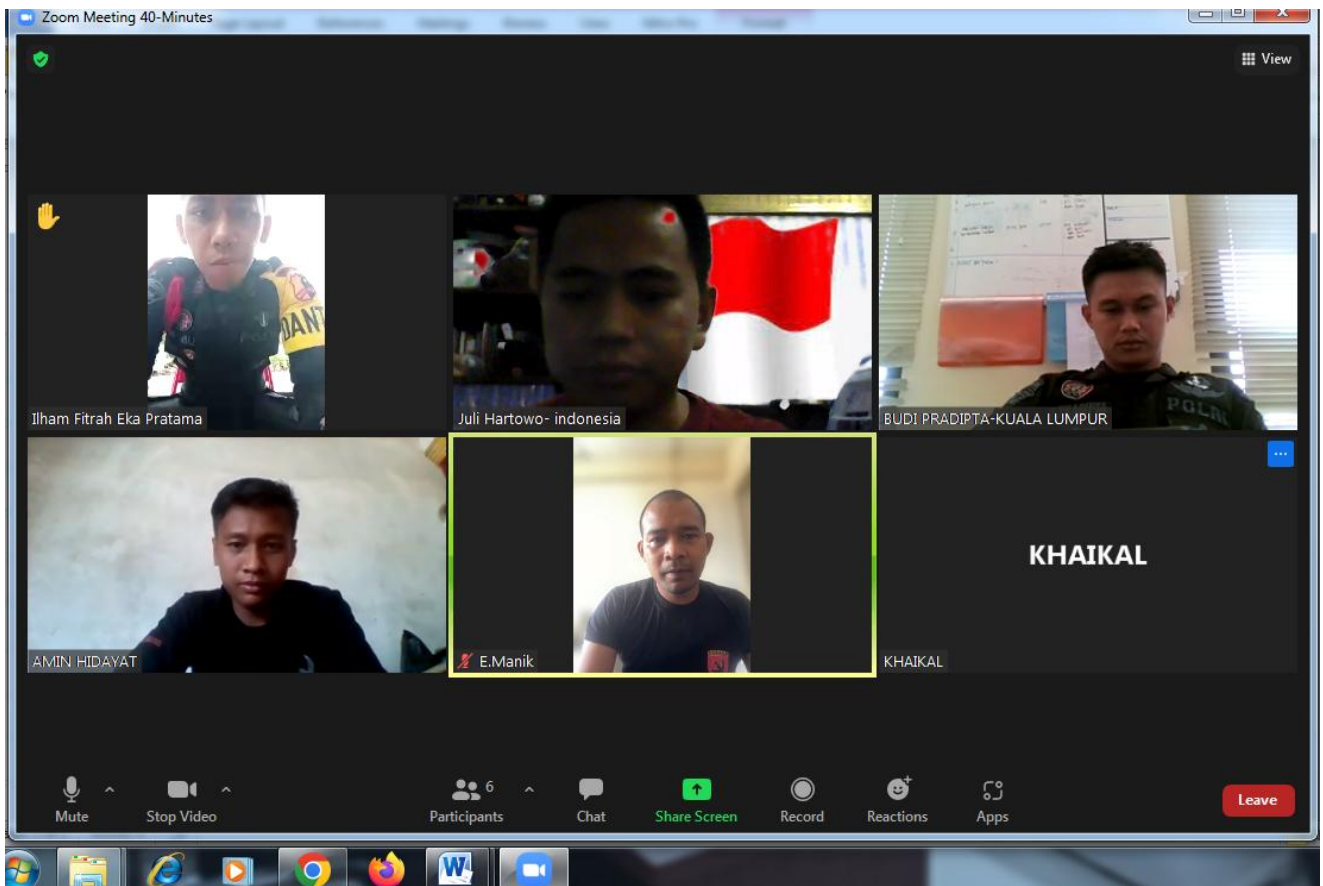 Zoom Meeting 40-Minutes
View
DANT
Ilham Fitrah Eka Pratama
Juli Hartowo- indonesia
POLRI
BUDI PRADIPTA-KUALA LUMPUR
AMIN HIDAYAT
E.Manik
KHAIKAL
KHAIKAL
6
Mute
Stop Video
Participants
Chat
Share Screen
Record
Reactions
Apps
Leave